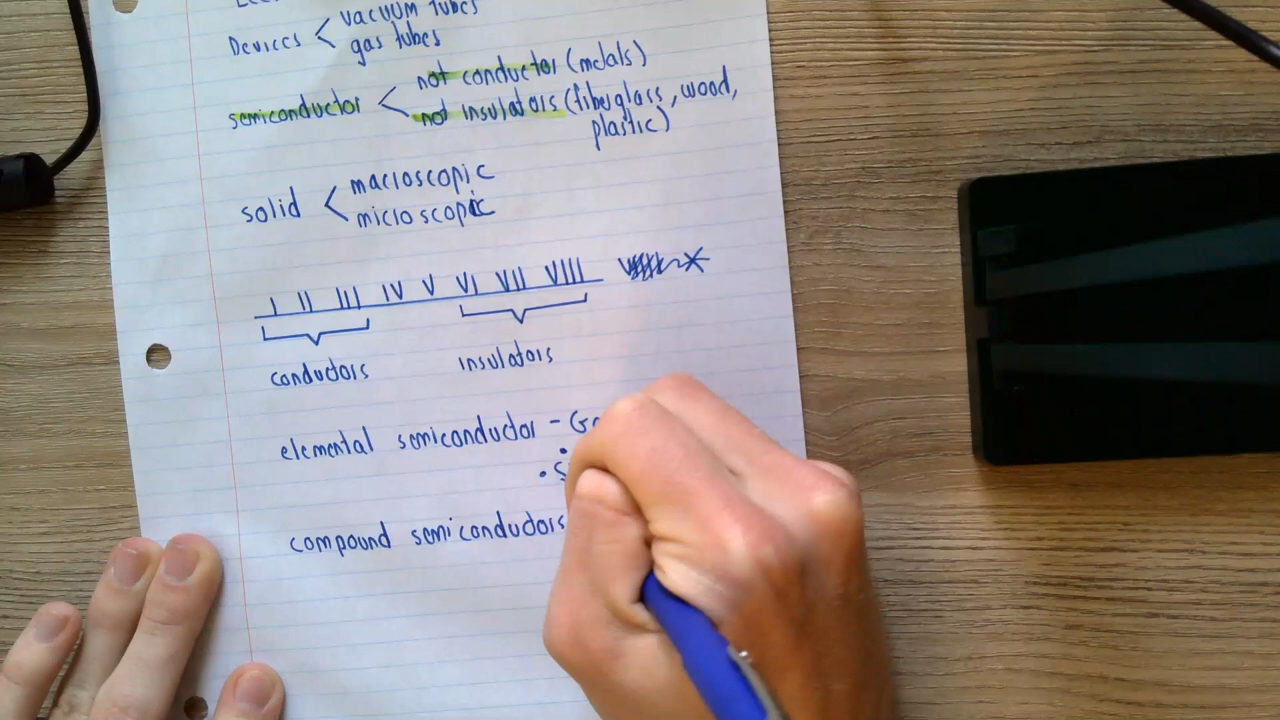 Devices < vacuum tubes
gas tubes
semiconductor < not conductor (metals)
not insulators (fiberglass, wood,
plastic)
solid < macroscopic
microscopic
I II III IV V VI VII VIII
conductors insulators
elemental semiconductor -
compound semiconductors